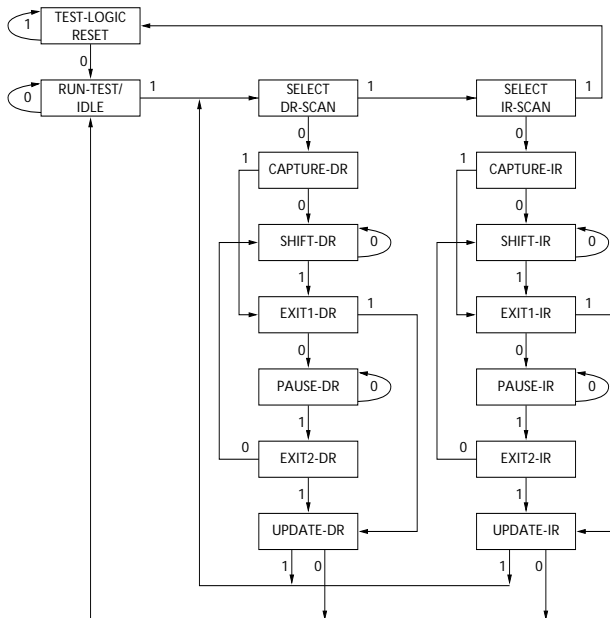 1
TEST-LOGIC
RESET
0
0
RUN-TEST/
IDLE
1
SELECT
DR-SCAN
1
SELECT
IR-SCAN
1
0
0
1
CAPTURE-DR
1
CAPTURE-IR
0
0
SHIFT-DR
0
SHIFT-IR
0
1
1
EXIT1-DR
1
EXIT1-IR
1
0
0
PAUSE-DR
0
PAUSE-IR
0
1
1
0
EXIT2-DR
0
EXIT2-IR
1
1
UPDATE-DR
UPDATE-IR
1
0
1
0